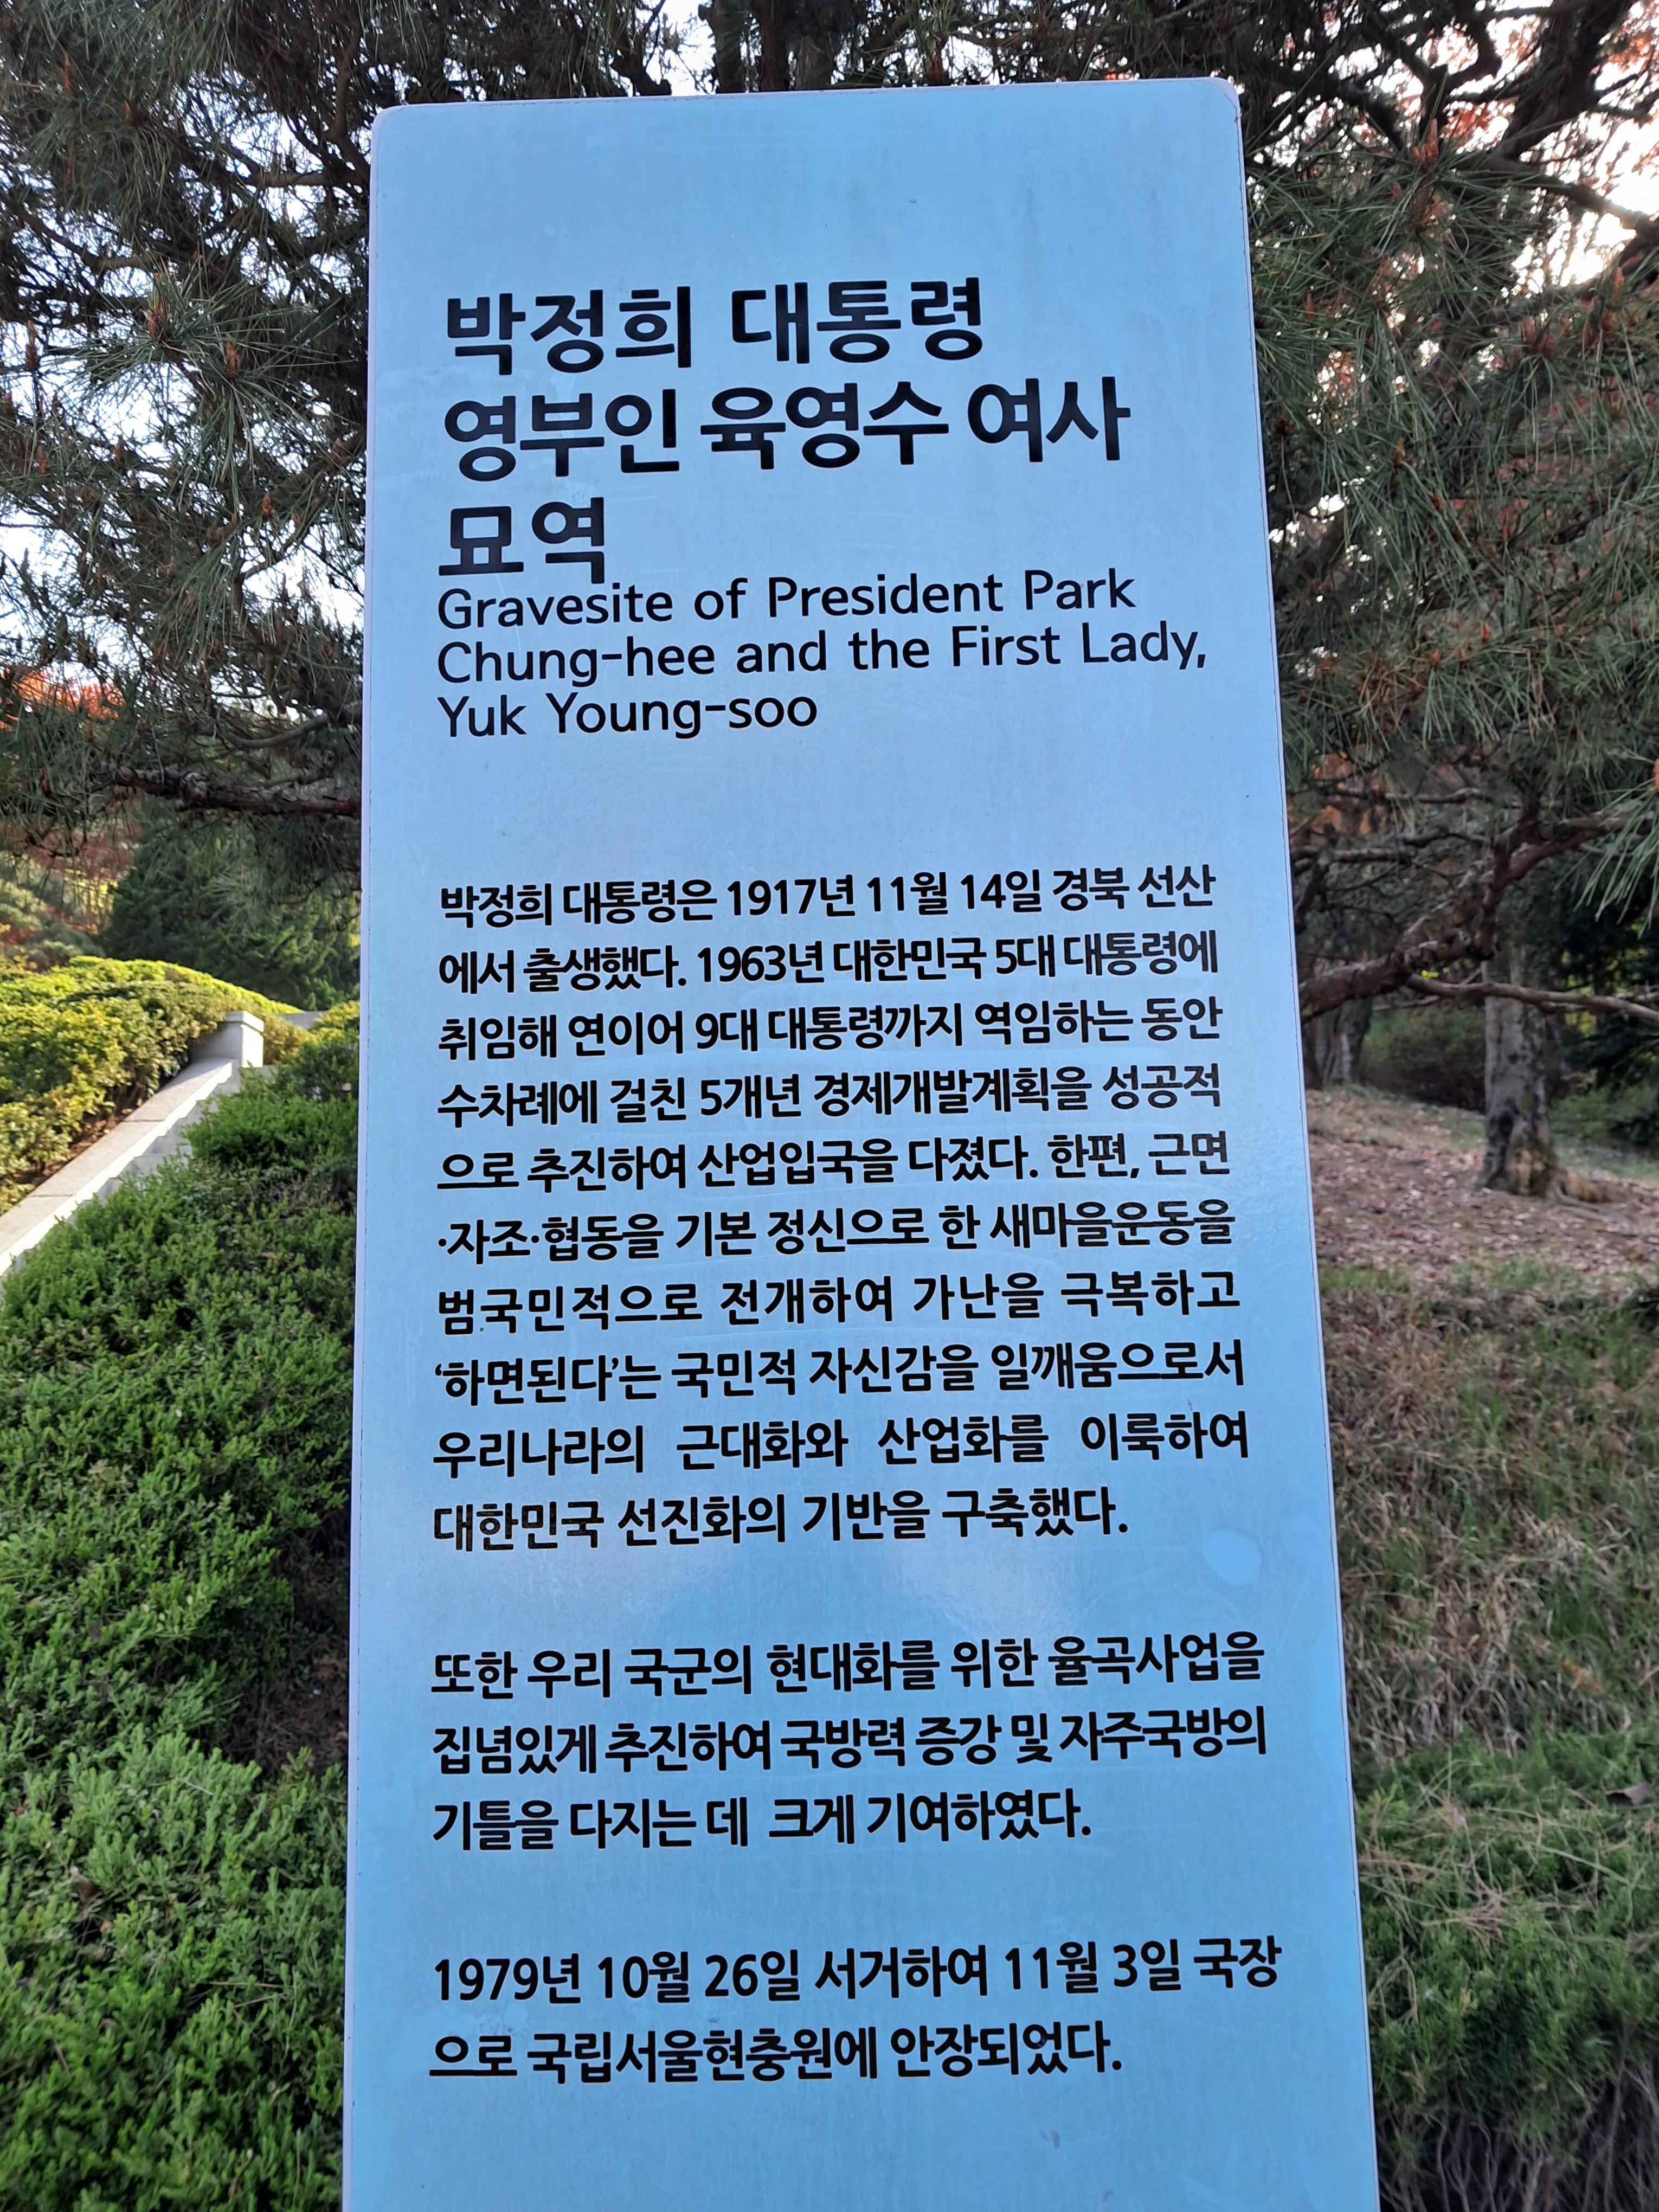 박정희 대통령
영부인 육영수 여사
묘역
Gravesite of President Park
Chung-hee and the First Lady,
Yuk Young-soo
박정희 대통령은 1917년 11월 14일 경북 선산
에서 출생했다. 1963년 대한민국 5대 대통령에
취임해 연이어 9대 대통령까지 역임하는 동안
수차례에 걸친 5개년 경제개발계획을 성공적
으로 추진하여 산업입국을 다졌다. 한편, 근면
·자조·협동을 기본 정신으로 한 새마을운동을
범국민적으로 전개하여 가난을 극복하고
‘하면된다’는 국민적 자신감을 일깨움으로서
우리나라의 근대화와 산업화를 이룩하여
대한민국 선진화의 기반을 구축했다.
또한 우리 국군의 현대화를 위한 율곡사업을
집념있게 추진하여 국방력 증강 및 자주국방의
기틀을 다지는 데 크게 기여하였다.
1979년 10월 26일 서거하여 11월 3일 국장
으로 국립서울현충원에 안장되었다.